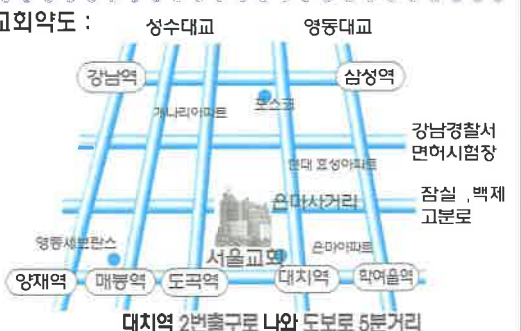 교회약도 :
성수대교 영동대교
강남역 삼성역
개나리아파트 포스코
강남경찰서
면허시험장
현대 효성아파트
은마사거리
잠실 ,백제
고분로
영동세브란스
서울교회
은마아파트
양재역 매봉역 도곡역 대치역 학여울역
대치역 2번출구로 나와 도보로 5분거리